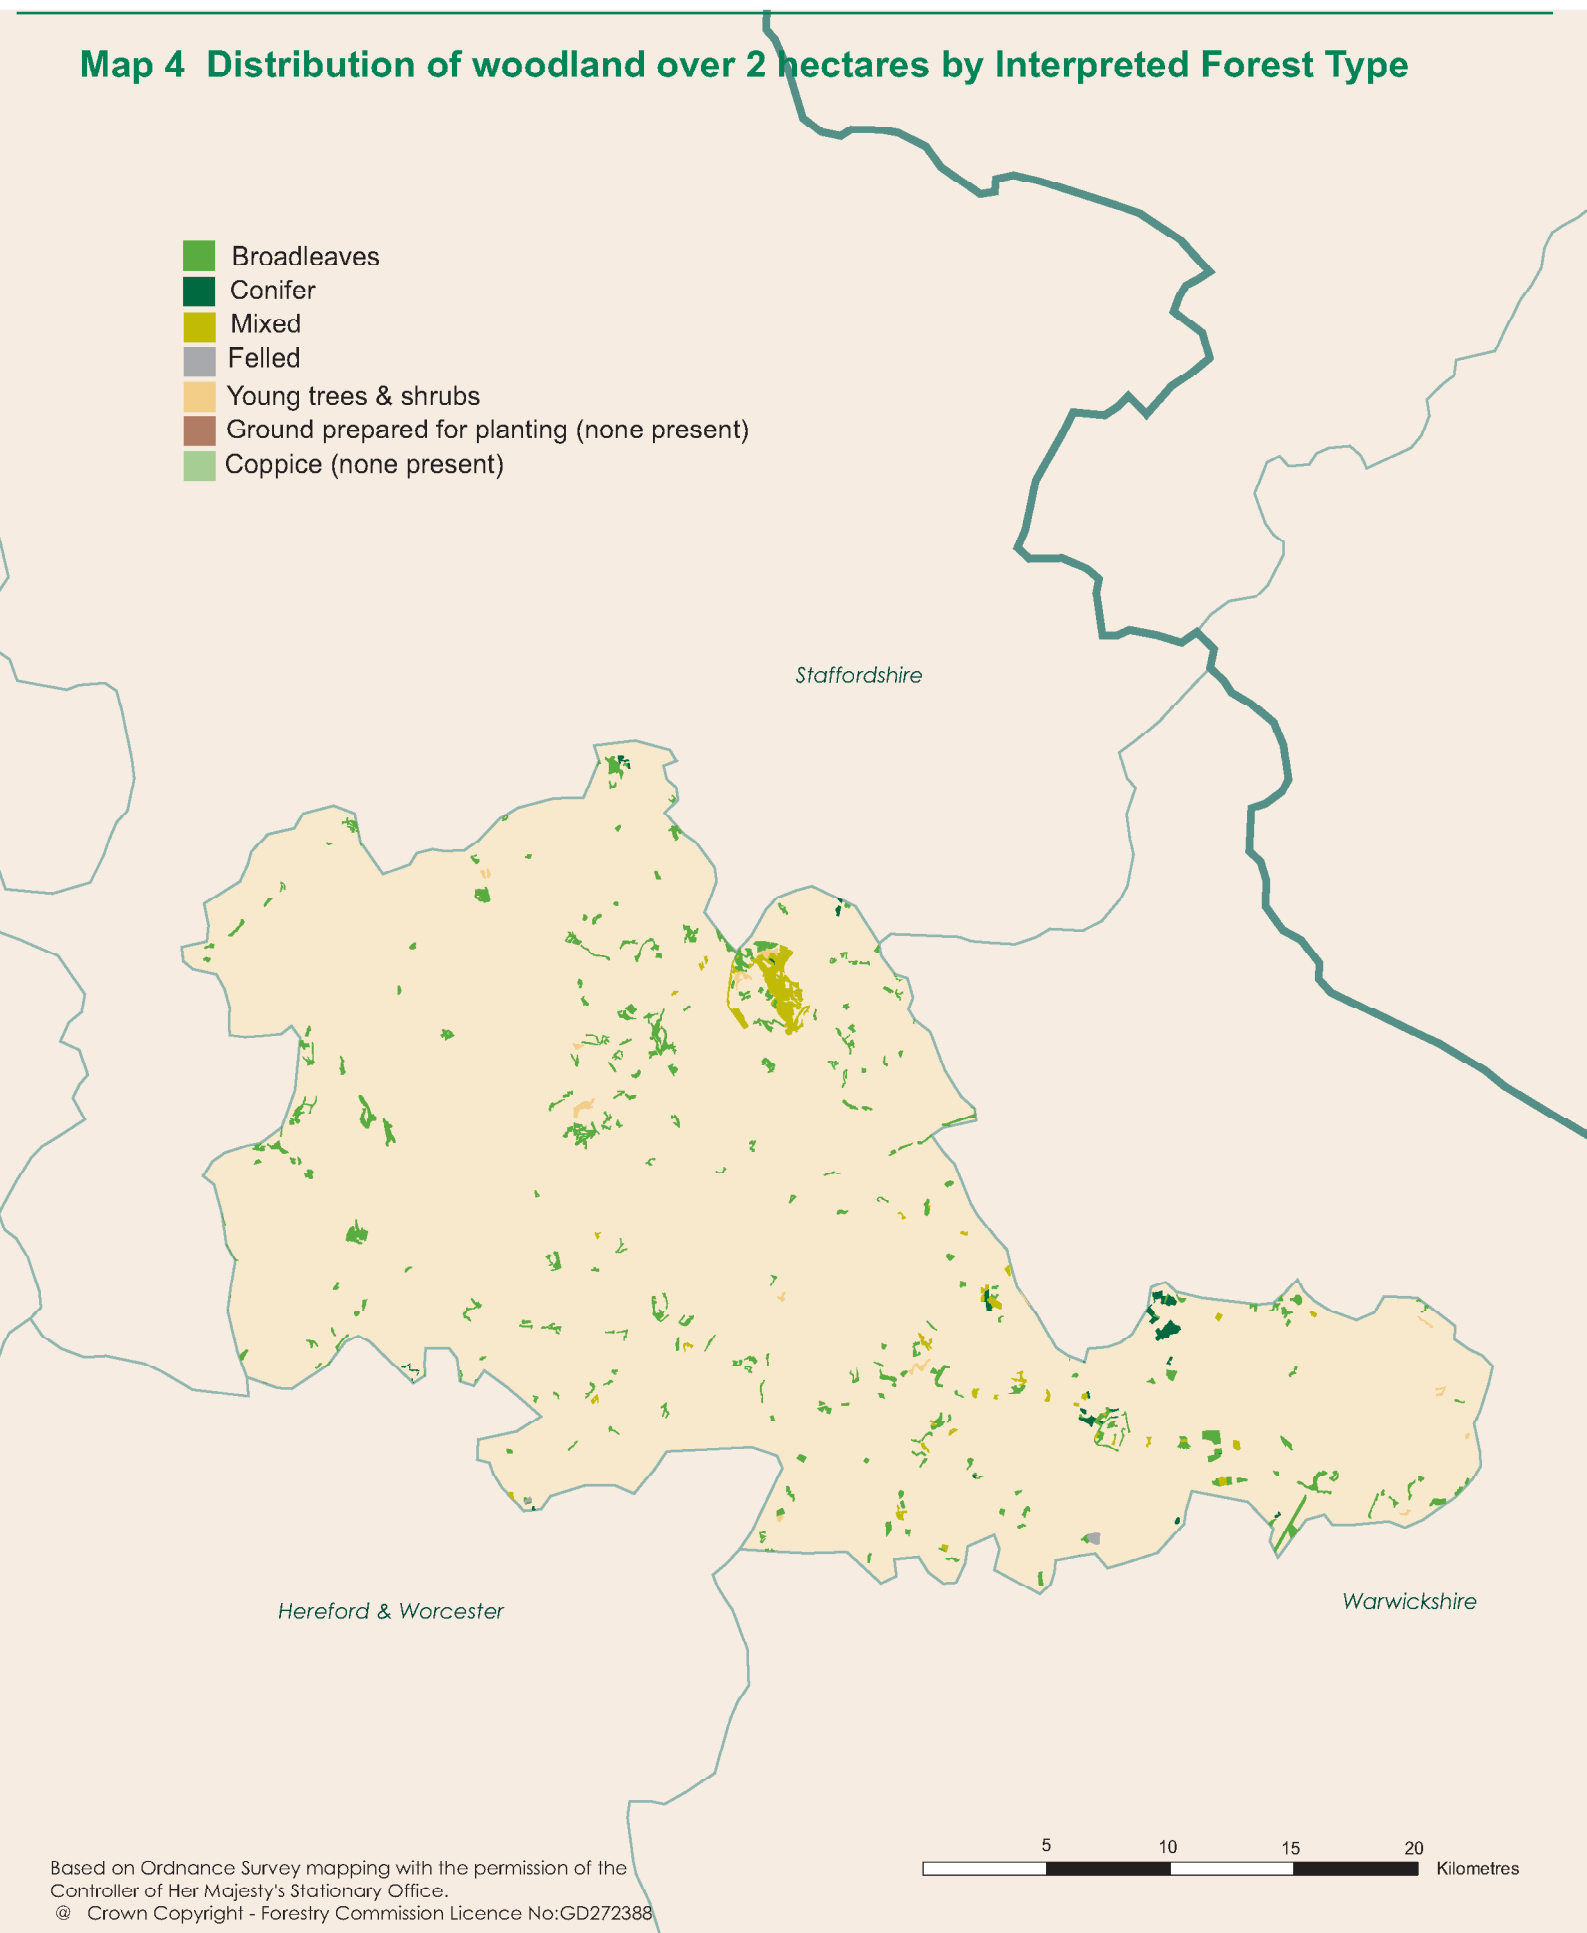 Map 4 Distribution of woodland over 2 hectares by Interpreted Forest Type
Broadleaves
Conifer
Mixed
Felled
Young trees & shrubs
Ground prepared for planting (none present)
Coppice (none present)
Staffordshire
Hereford & Worcester
Warwickshire
5 10 15 20
Kilometres
Based on Ordnance Survey mapping with the permission of the
Controller of Her Majesty's Stationary Office.
@ Crown Copyright - Forestry Commission Licence No:GD272388